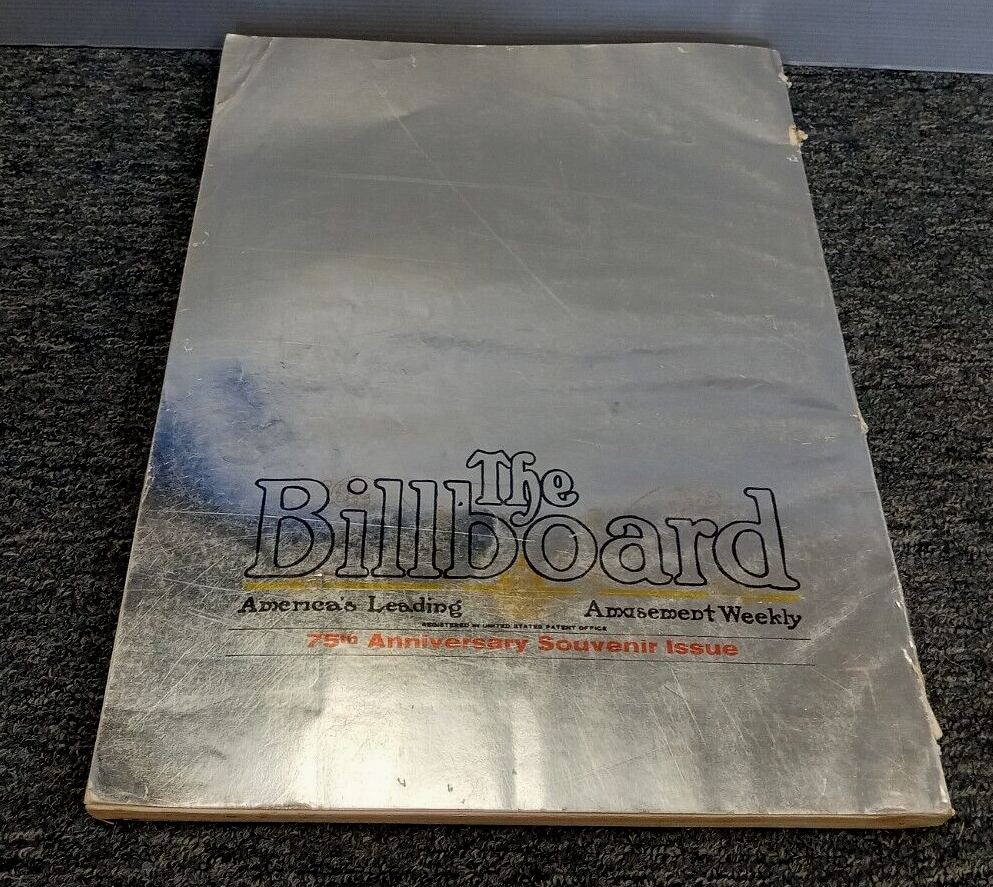 The
Billboard
America's Leading Amusement Weekly
REGISTERED IN UNITED STATES PATENT OFFICE
75th Anniversary Souvenir Issue